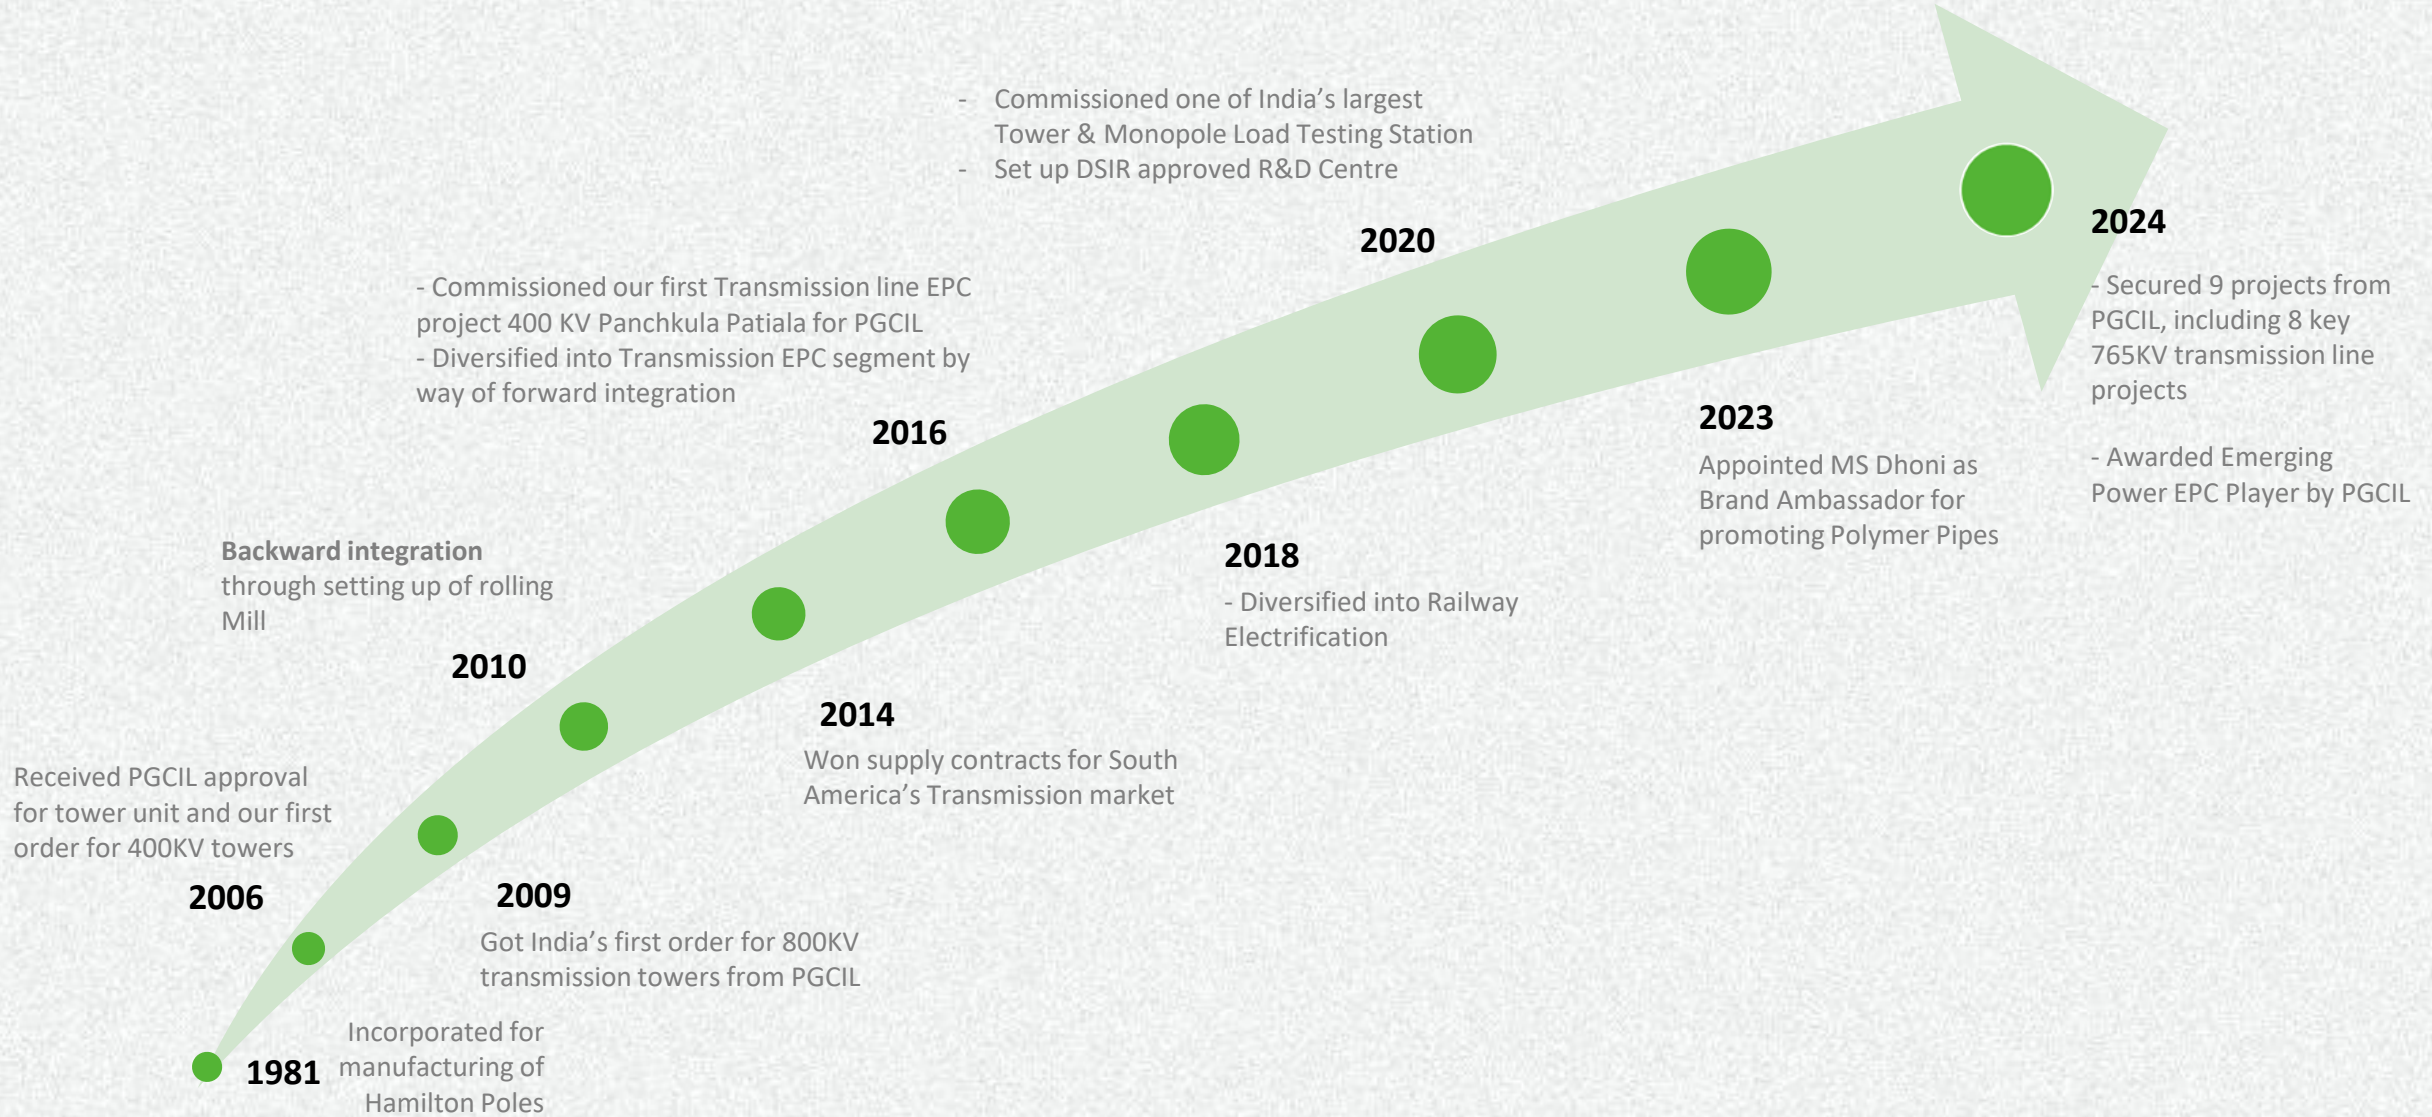 - Commissioned one of India’s largest
Tower & Monopole Load Testing Station
- Set up DSIR approved R&D Centre
2020
2024
- Secured 9 projects from
PGCIL, including 8 key
765KV transmission line
projects
- Awarded Emerging
Power EPC Player by PGCIL
- Commissioned our first Transmission line EPC
project 400 KV Panchkula Patiala for PGCIL
- Diversified into Transmission EPC segment by
way of forward integration
2016
2023
Appointed MS Dhoni as
Brand Ambassador for
promoting Polymer Pipes
Backward integration
through setting up of rolling
Mill
2010
2018
- Diversified into Railway
Electrification
2014
Won supply contracts for South
America’s Transmission market
Received PGCIL approval
for tower unit and our first
order for 400KV towers
2006
2009
Got India’s first order for 800KV
transmission towers from PGCIL
1981
Incorporated for
manufacturing of
Hamilton Poles